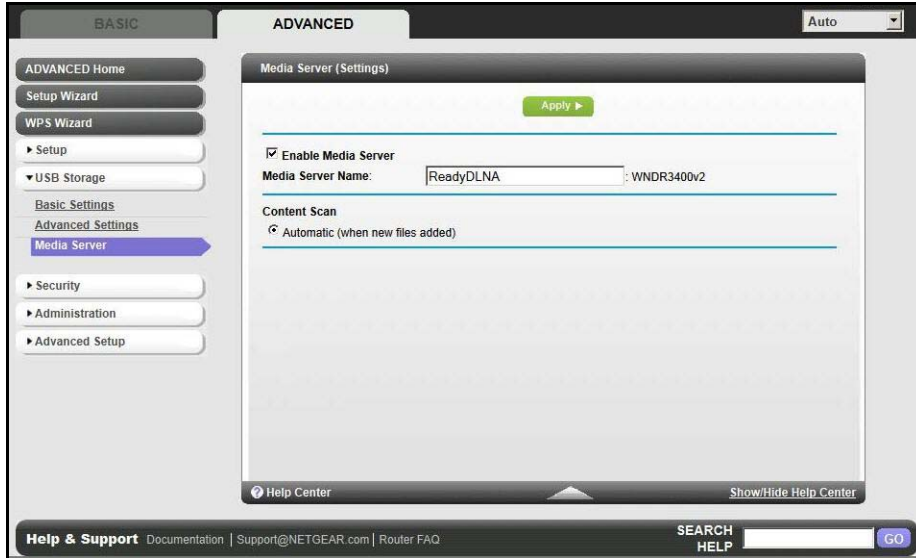 BASIC
ADVANCED
Auto
ADVANCED Home
Setup Wizard
WPS Wizard
Setup
USB Storage
Basic Settings
Advanced Settings
Media Server
Security
Administration
Advanced Setup
Media Server (Settings)
Apply
Enable Media Server
Media Server Name: ReadyDLNA : WNDR3400v2
Content Scan
Automatic (when new files added)
Help Center
Show/Hide Help Center
Help & Support Documentation | Support@NETGEAR.com | Router FAQ
SEARCH HELP
GO